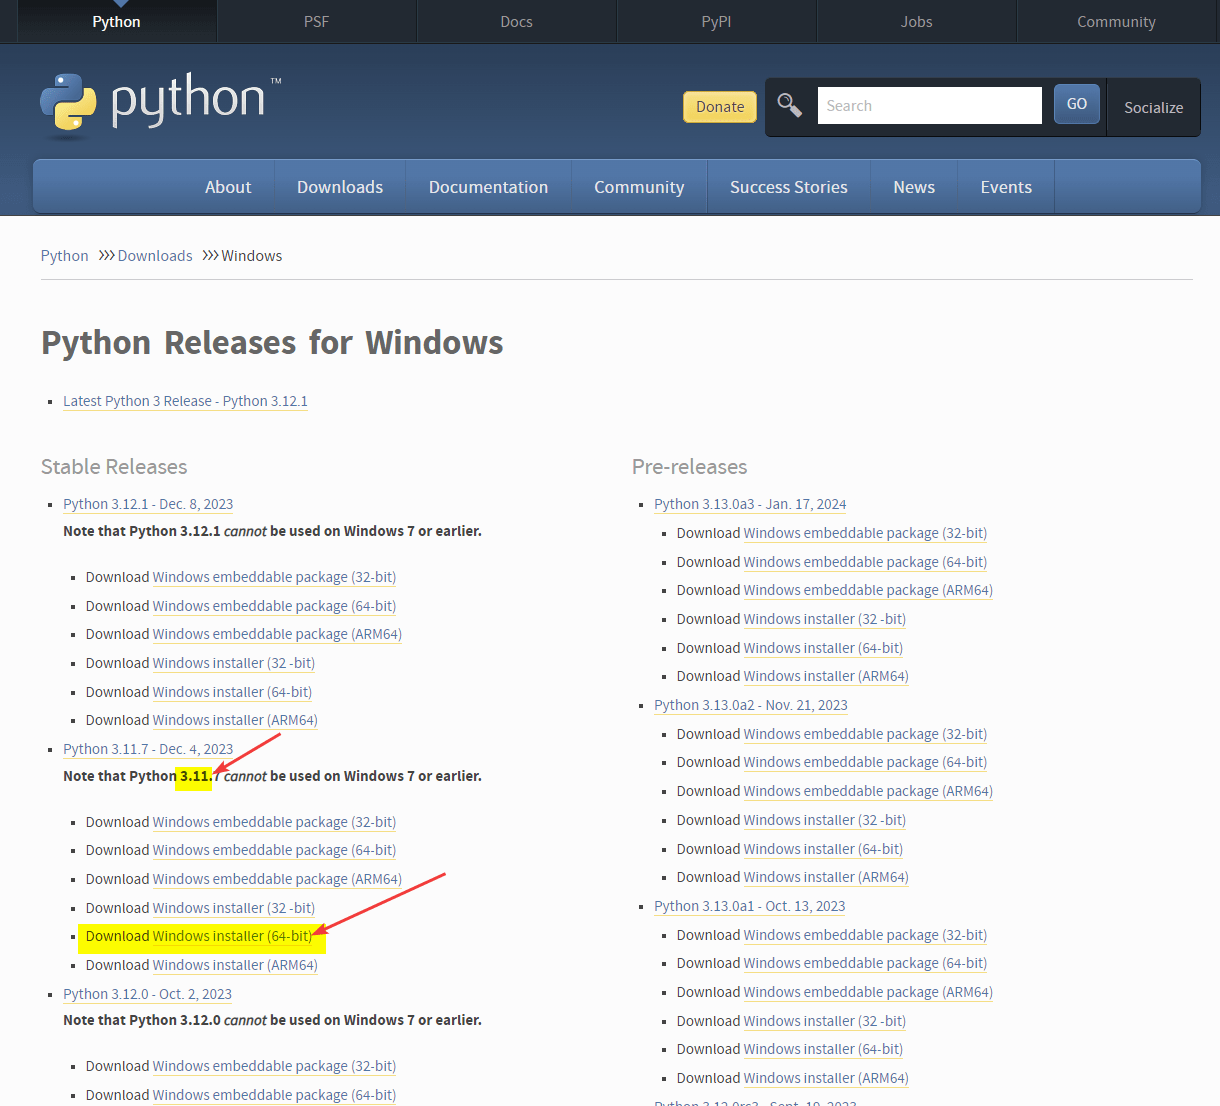 Python PSF Docs PyPI Jobs Community
python™
Donate Search GO Socialize
About Downloads Documentation Community Success Stories News Events
Python >>> Downloads >>> Windows
Python Releases for Windows
Latest Python 3 Release - Python 3.12.1
Stable Releases
Python 3.12.1 - Dec. 8, 2023
Note that Python 3.12.1 cannot be used on Windows 7 or earlier.
Download Windows embeddable package (32-bit)
Download Windows embeddable package (64-bit)
Download Windows embeddable package (ARM64)
Download Windows installer (32 -bit)
Download Windows installer (64-bit)
Download Windows installer (ARM64)
Python 3.11.7 - Dec. 4, 2023
Note that Python 3.11.7 cannot be used on Windows 7 or earlier.
Download Windows embeddable package (32-bit)
Download Windows embeddable package (64-bit)
Download Windows embeddable package (ARM64)
Download Windows installer (32 -bit)
Download Windows installer (64-bit)
Download Windows installer (ARM64)
Python 3.12.0 - Oct. 2, 2023
Note that Python 3.12.0 cannot be used on Windows 7 or earlier.
Download Windows embeddable package (32-bit)
Download Windows embeddable package (64-bit)
Pre-releases
Python 3.13.0a3 - Jan. 17, 2024
Download Windows embeddable package (32-bit)
Download Windows embeddable package (64-bit)
Download Windows embeddable package (ARM64)
Download Windows installer (32 -bit)
Download Windows installer (64-bit)
Download Windows installer (ARM64)
Python 3.13.0a2 - Nov. 21, 2023
Download Windows embeddable package (32-bit)
Download Windows embeddable package (64-bit)
Download Windows embeddable package (ARM64)
Download Windows installer (32 -bit)
Download Windows installer (64-bit)
Download Windows installer (ARM64)
Python 3.13.0a1 - Oct. 13, 2023
Download Windows embeddable package (32-bit)
Download Windows embeddable package (64-bit)
Download Windows embeddable package (ARM64)
Download Windows installer (32 -bit)
Download Windows installer (64-bit)
Download Windows installer (ARM64)
Python 3.12.0rc3 - Sept. 19, 2023